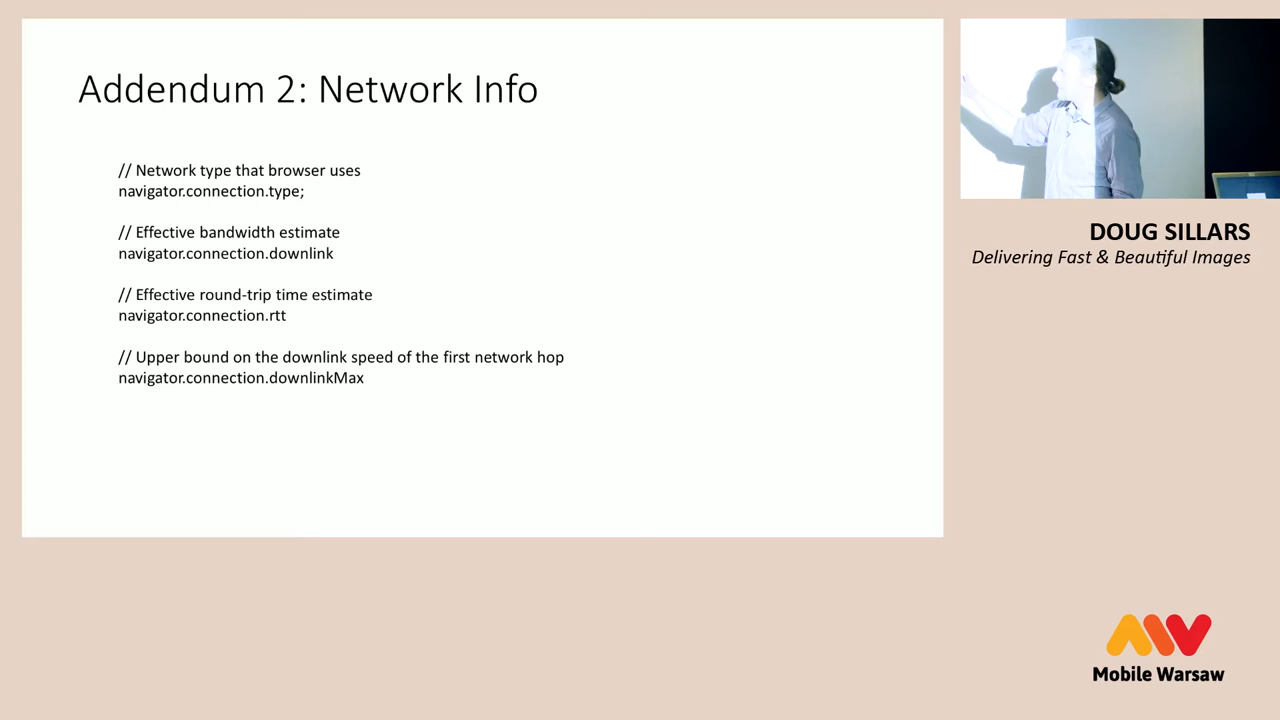 Addendum 2: Network Info
// Network type that browser uses
navigator.connection.type;
// Effective bandwidth estimate
navigator.connection.downlink
// Effective round-trip time estimate
navigator.connection.rtt
// Upper bound on the downlink speed of the first network hop
navigator.connection.downlinkMax
DOUG SILLARS
Delivering Fast & Beautiful Images
Mobile Warsaw